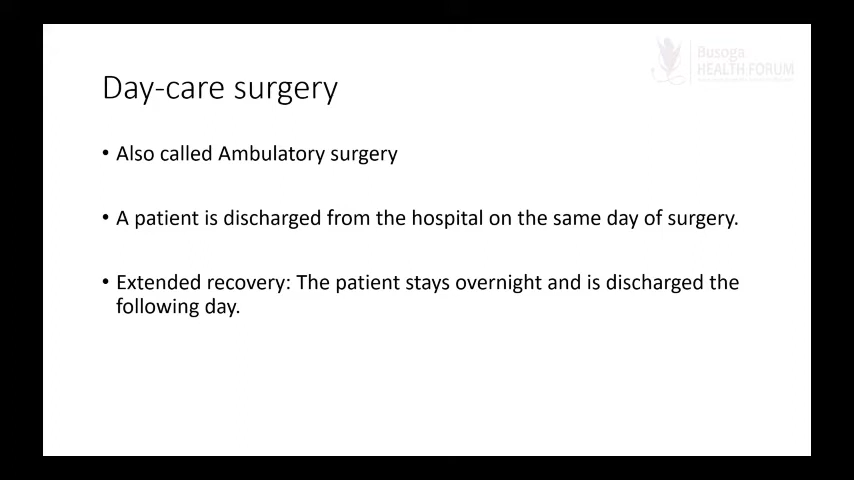 Busoga
HEALTH FORUM
Day-care surgery
• Also called Ambulatory surgery
• A patient is discharged from the hospital on the same day of surgery.
• Extended recovery: The patient stays overnight and is discharged the
following day.